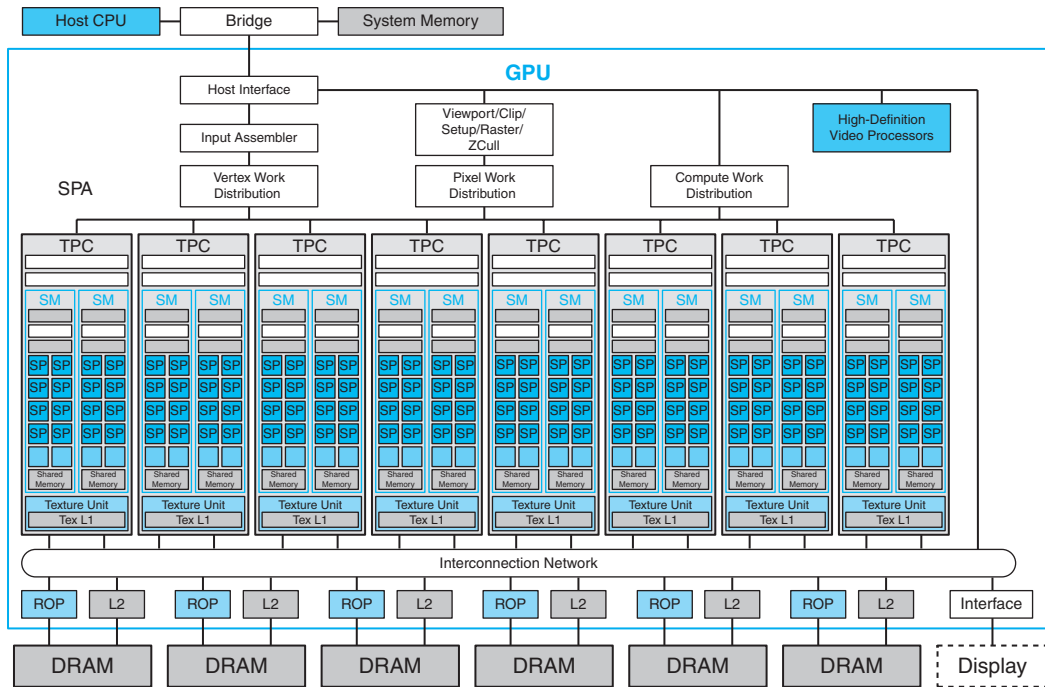 Host CPU Bridge System Memory
GPU
Host Interface
Viewport/Clip/
Setup/Raster/
ZCull
High-Definition
Video Processors
Input Assembler
SPA
Vertex Work
Distribution
Pixel Work
Distribution
Compute Work
Distribution
TPC TPC TPC TPC TPC TPC TPC TPC
SM SM SM SM SM SM SM SM SM SM SM SM SM SM SM SM
SP SP SP SP SP SP SP SP SP SP SP SP SP SP SP SP SP SP SP SP SP SP SP SP SP SP SP SP SP SP SP SP
SP SP SP SP SP SP SP SP SP SP SP SP SP SP SP SP SP SP SP SP SP SP SP SP SP SP SP SP SP SP SP SP
SP SP SP SP SP SP SP SP SP SP SP SP SP SP SP SP SP SP SP SP SP SP SP SP SP SP SP SP SP SP SP SP
SP SP SP SP SP SP SP SP SP SP SP SP SP SP SP SP SP SP SP SP SP SP SP SP SP SP SP SP SP SP SP SP
Shared Shared Shared Shared Shared Shared Shared Shared Shared Shared Shared Shared Shared Shared Shared Shared
Memory Memory Memory Memory Memory Memory Memory Memory Memory Memory Memory Memory Memory Memory Memory Memory
Texture Unit Texture Unit Texture Unit Texture Unit Texture Unit Texture Unit Texture Unit Texture Unit
Tex L1 Tex L1 Tex L1 Tex L1 Tex L1 Tex L1 Tex L1 Tex L1
Interconnection Network
ROP L2 ROP L2 ROP L2 ROP L2 ROP L2 ROP L2 Interface
DRAM DRAM DRAM DRAM DRAM DRAM Display